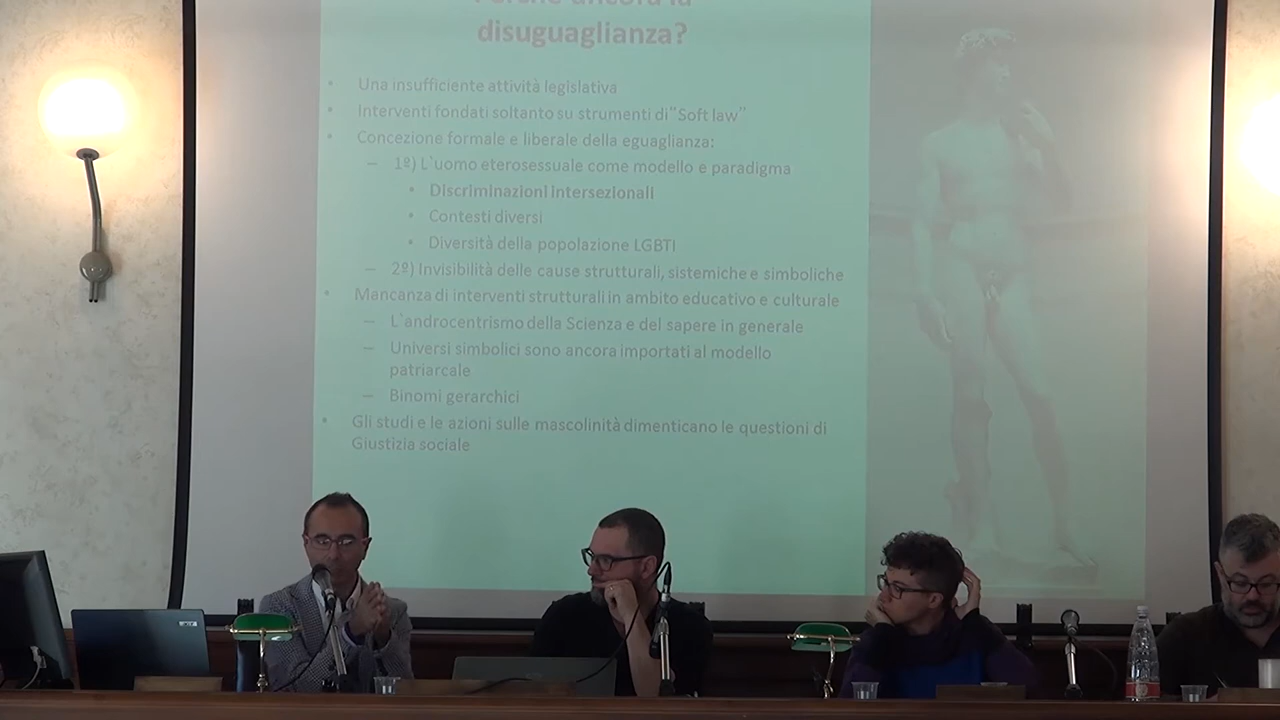 Perché ancora la
disuguaglianza?
• Una insufficiente attività legislativa
• Interventi fondati soltanto su strumenti di"Soft law"
• Concezione formale e liberale della eguaglianza:
– 1º) L`uomo eterosessuale come modello e paradigma
• Discriminazioni intersezionali
• Contesti diversi
• Diversità della popolazione LGBTI
– 2º) Invisibilità delle cause strutturali, sistemiche e simboliche
• Mancanza di interventi strutturali in ambito educativo e culturale
– L`androcentrismo della Scienza e del sapere in generale
– Universi simbolici sono ancora importati al modello
patriarcale
– Binomi gerarchici
• Gli studi e le azioni sulle mascolinità dimenticano le questioni di
Giustizia sociale